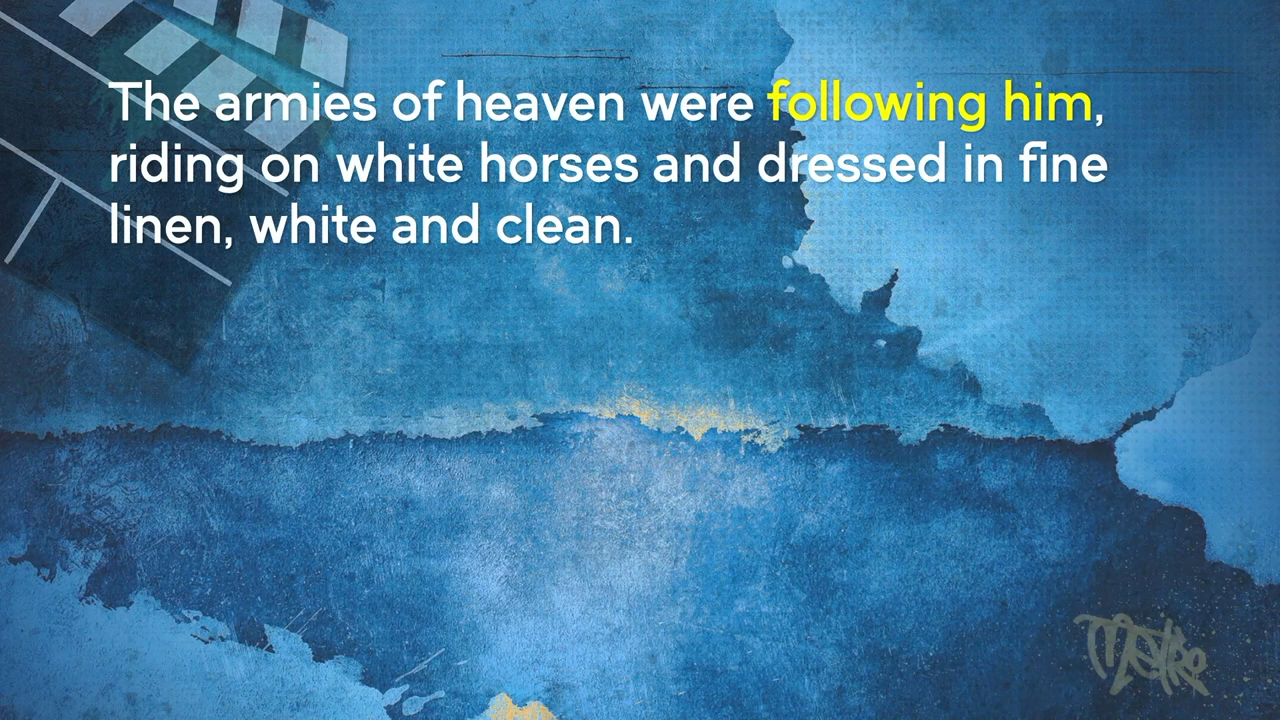 The armies of heaven were following him,
riding on white horses and dressed in fine
linen, white and clean.